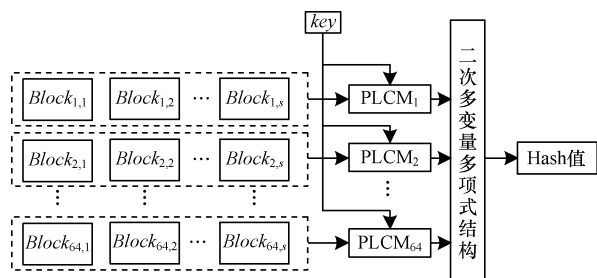 key
Block1,1 Block1,2 ··· Block1,s PLCM1
Block2,1 Block2,2 ··· Block2,s PLCM2
Block64,1 Block64,2 ··· Block64,s PLCM64
二次多变量多项式结构
Hash值